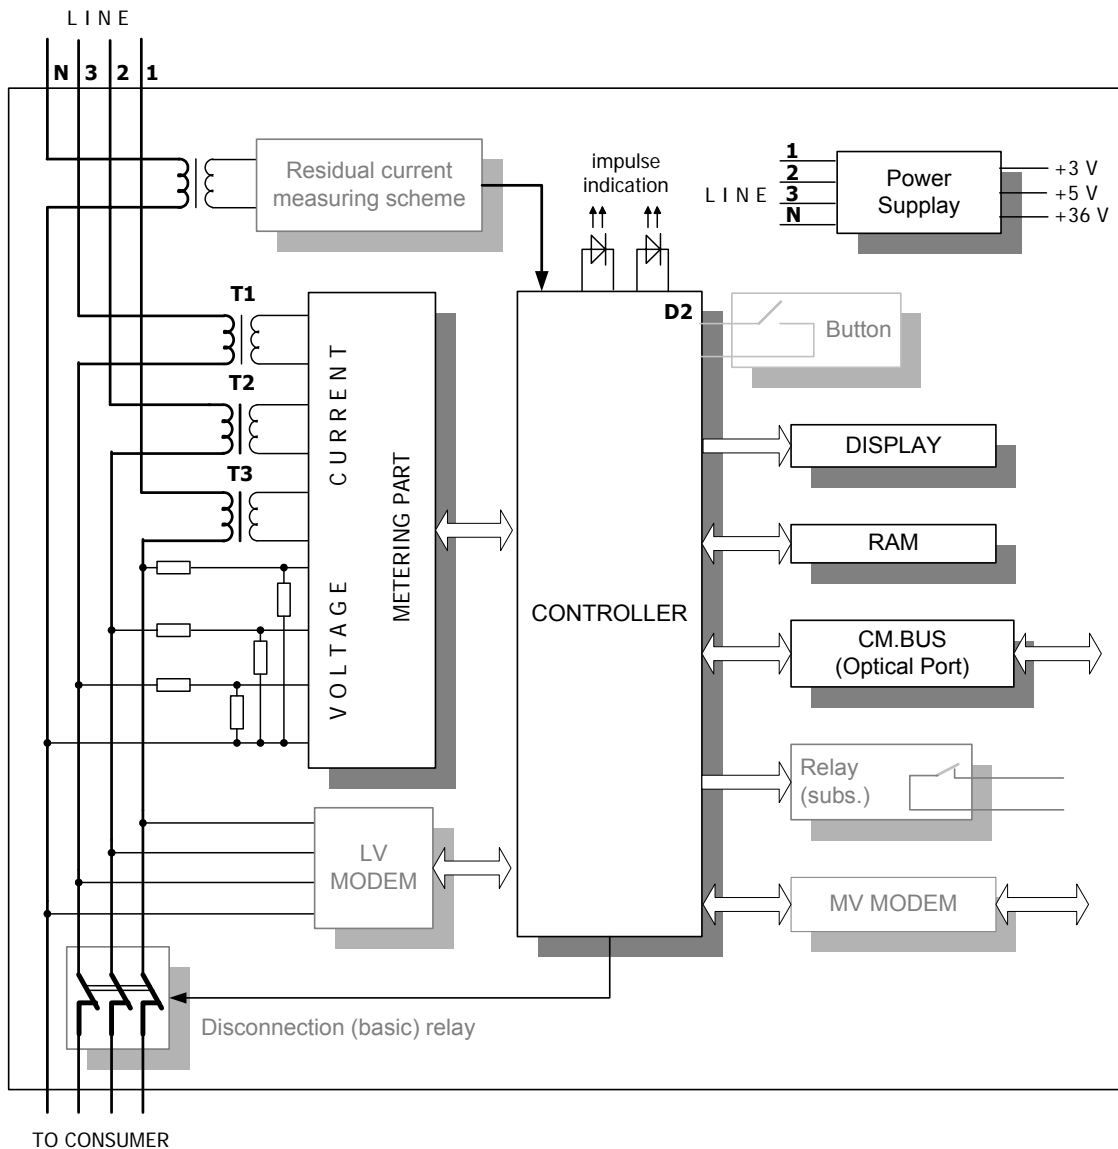 L I N E
N 3 2 1
Residual current
measuring scheme
impulse
indication
L I N E
1
2
3
N
Power
Supplay
+3 V
+5 V
+36 V
T1
T2
T3
CURRENT
VOLTAGE
METERING PART
D2
CONTROLLER
Button
DISPLAY
RAM
CM.BUS
(Optical Port)
Relay
(subs.)
LV
MODEM
MV MODEM
Disconnection (basic) relay
TO CONSUMER